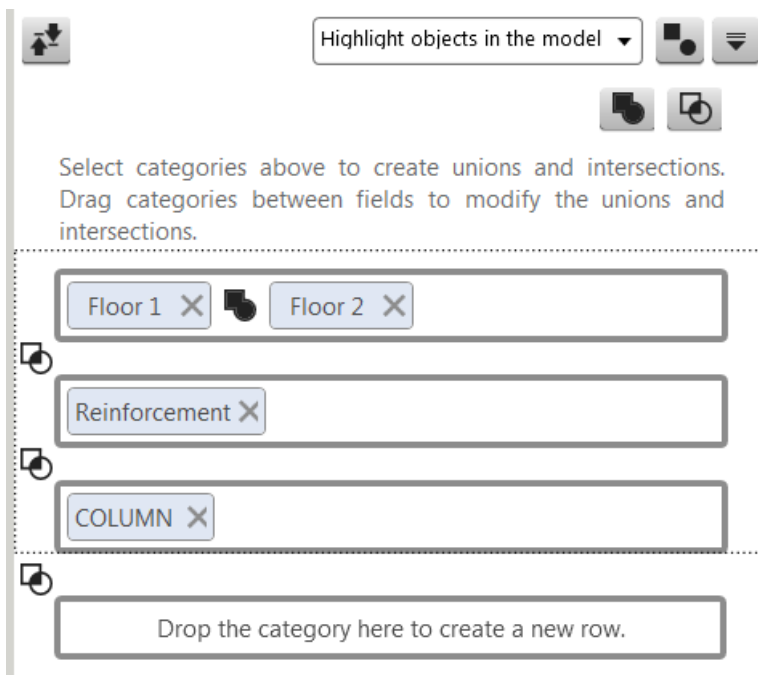 Highlight objects in the model
Select categories above to create unions and intersections.
Drag categories between fields to modify the unions and
intersections.
Floor 1 Floor 2
Reinforcement
COLUMN
Drop the category here to create a new row.